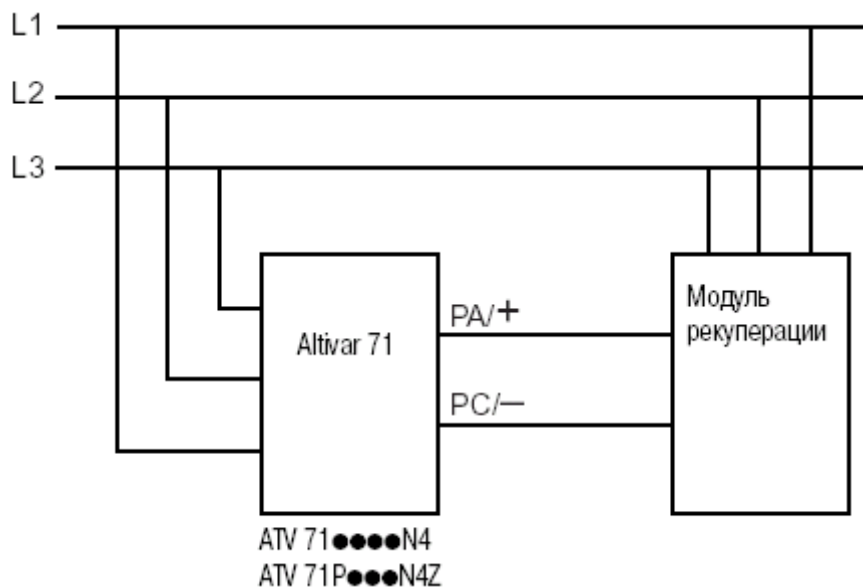 L1
L2
L3
Altivar 71
PA/+
PC/−
Модуль
рекуперации
ATV 71●●●●N4
ATV 71P●●●N4Z